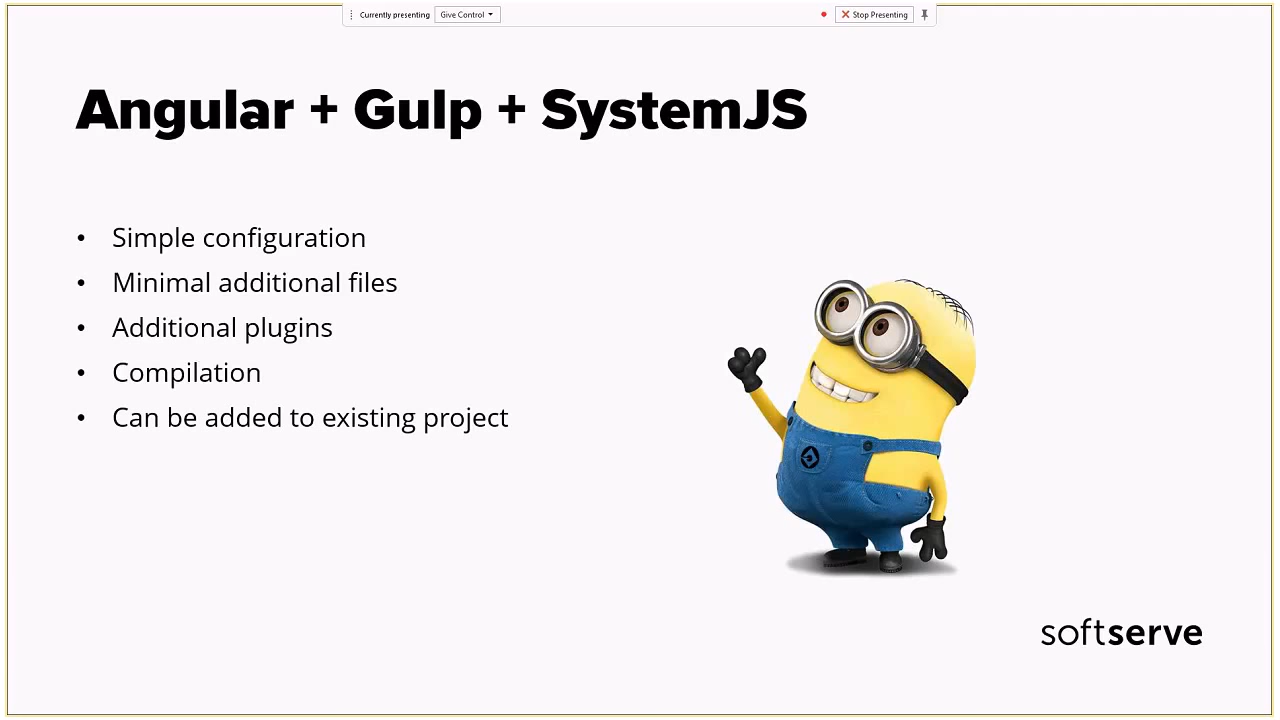 Currently presenting Give Control Stop Presenting
Angular + Gulp + SystemJS
• Simple configuration
• Minimal additional files
• Additional plugins
• Compilation
• Can be added to existing project
softserve